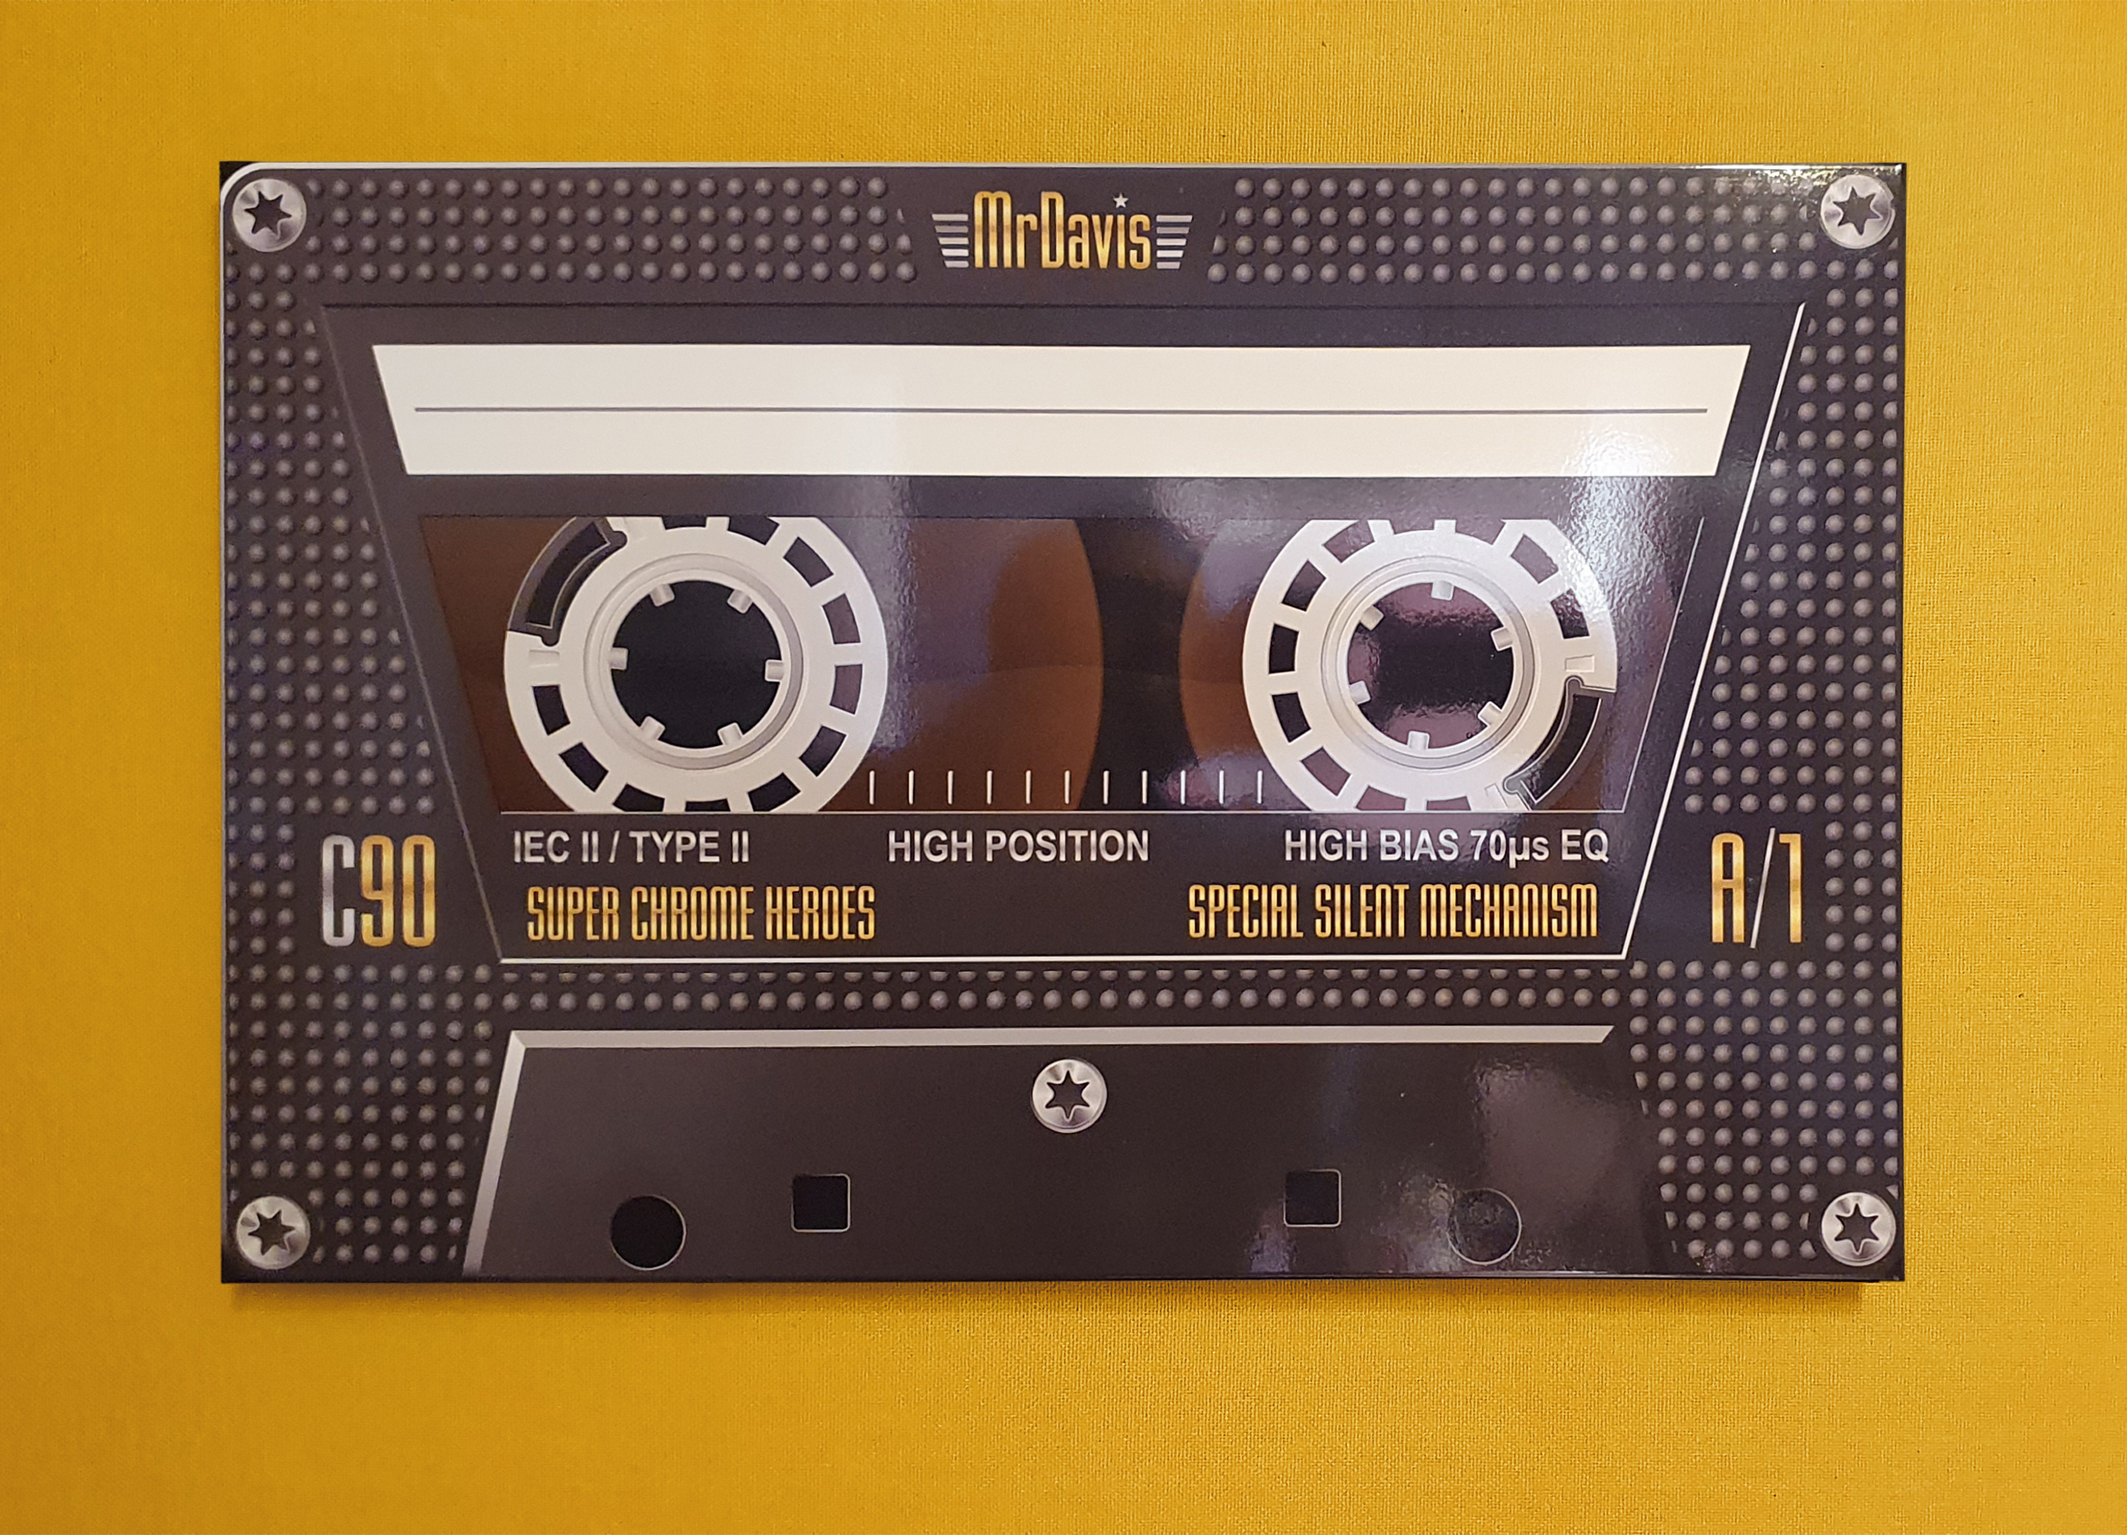 MrDavis
IEC II / TYPE II
HIGH POSITION
HIGH BIAS 70µs EQ
C90
SUPER CHROME HEROES
SPECIAL SILENT MECHANISM
A/1